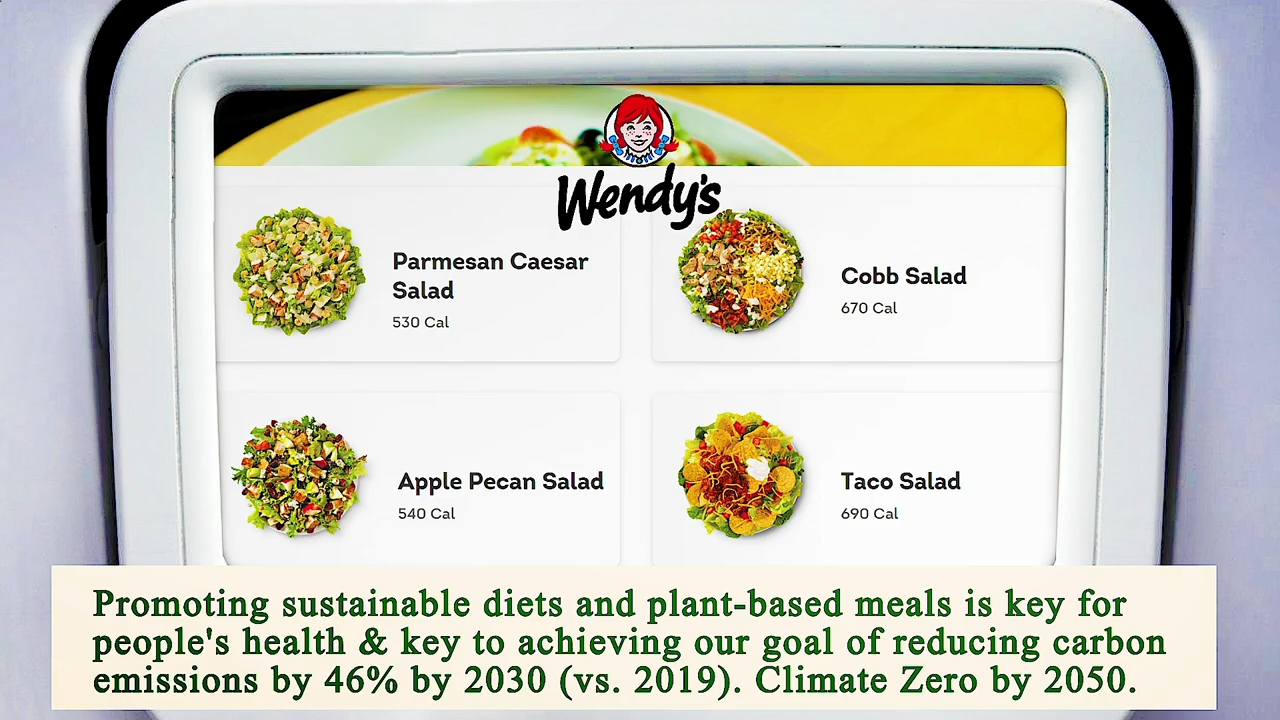 Wendy's
Parmesan Caesar
Salad
530 Cal
Cobb Salad
670 Cal
Apple Pecan Salad
540 Cal
Taco Salad
690 Cal
Promoting sustainable diets and plant-based meals is key for
people's health & key to achieving our goal of reducing carbon
emissions by 46% by 2030 (vs. 2019). Climate Zero by 2050.